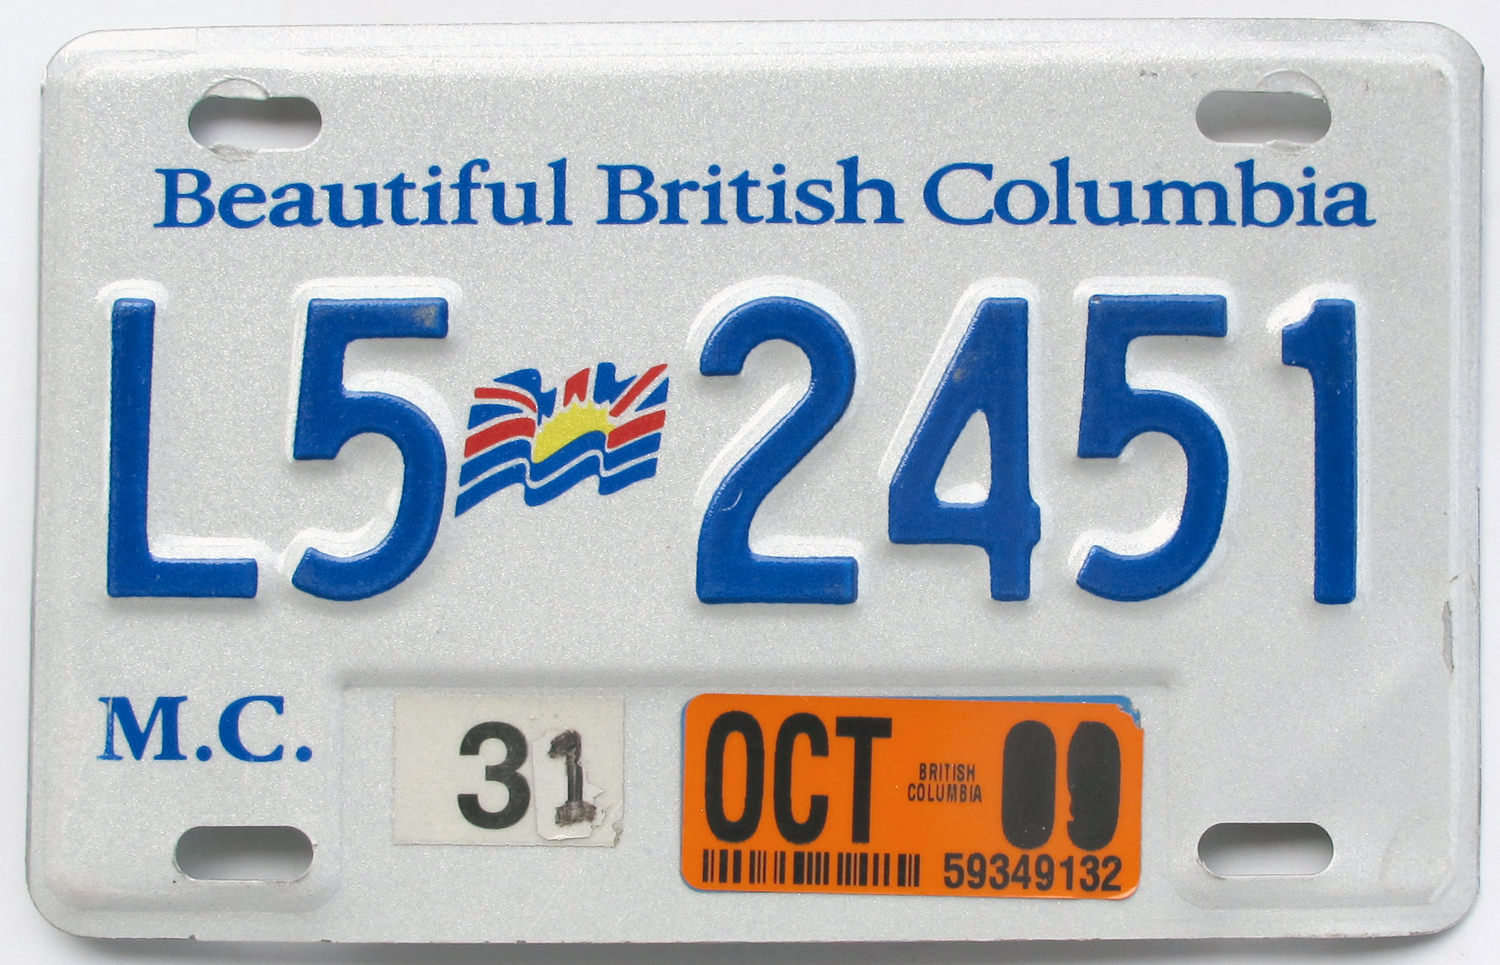 Beautiful British Columbia
L5 2451
M.C.
31
OCT BRITISH COLUMBIA 09
59349132